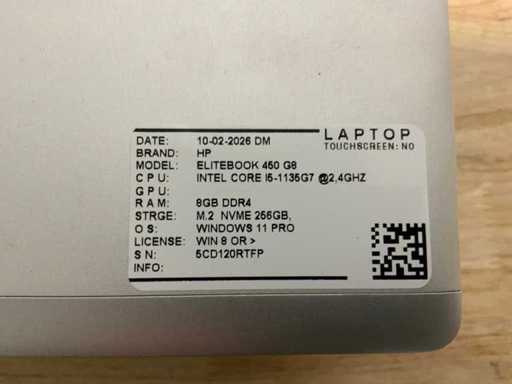 LAPTOP
TOUCHSCREEN: NO
DATE: 10-02-2026 DM
BRAND: HP
MODEL: ELITEBOOK 450 G8
CPU: INTEL CORE I5-1135G7 @2,4GHZ
GPU:
RAM: 8GB DDR4
STRGE: M.2 NVME 256GB,
OS: WINDOWS 11 PRO
LICENSE: WIN 8 OR >
SN: 5CD120RTFP
INFO: